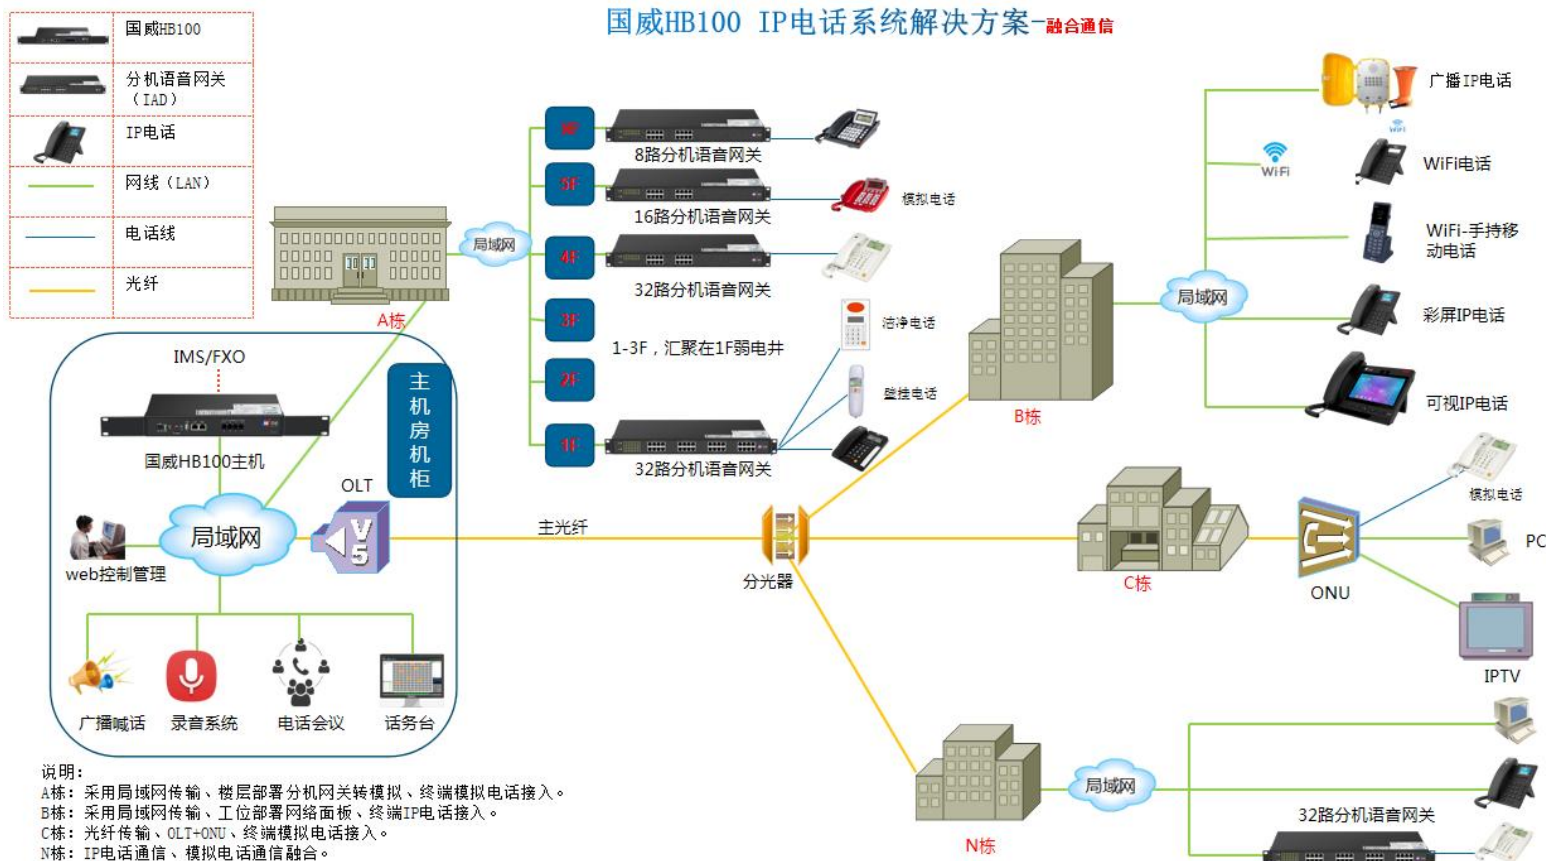 国威HB100 IP电话系统解决方案-融合通信
国威HB100
分机语音网关
（IAD）
IP电话
网线（LAN）
电话线
光纤
A栋
局域网
5F
4F
3F
2F
1F
8路分机语音网关
16路分机语音网关
模拟电话
32路分机语音网关
1-3F，汇聚在1F弱电井
洁净电话
壁挂电话
32路分机语音网关
IMS/FXO
国威HB100主机
主机房机柜
OLT
V5
局域网
web控制管理
广播喊话
录音系统
电话会议
话务台
主光纤
分光器
B栋
局域网
广播IP电话
WiFi
WiFi
WiFi电话
WiFi-手持移
动电话
彩屏IP电话
可视IP电话
C栋
ONU
模拟电话
PC
IPTV
N栋
局域网
32路分机语音网关
说明：
A栋：采用局域网传输、楼层部署分机网关转模拟、终端模拟电话接入。
B栋：采用局域网传输、工位部署网络面板、终端IP电话接入。
C栋：光纤传输、OLT+ONU、终端模拟电话接入。
N栋：IP电话通信、模拟电话通信融合。